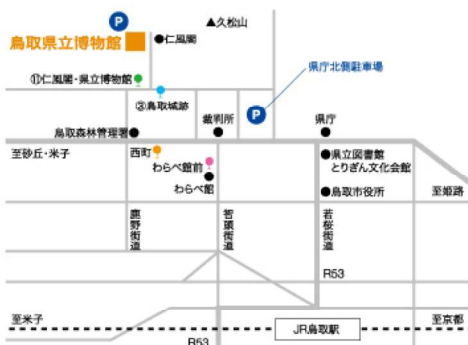 P
▲久松山
鳥取県立博物館
●仁風閣
県庁北側駐車場
⑪仁風閣・県立博物館
③鳥取城跡
P
裁判所
県庁
鳥取森林管理署●
至砂丘・米子
西町
わらべ館前
わらべ館
●県立図書館
とりぎん文化会館
●鳥取市役所
至姫路
鹿野街道
智頭街道
若桜街道
R53
至米子
至京都
JR鳥取駅
R53